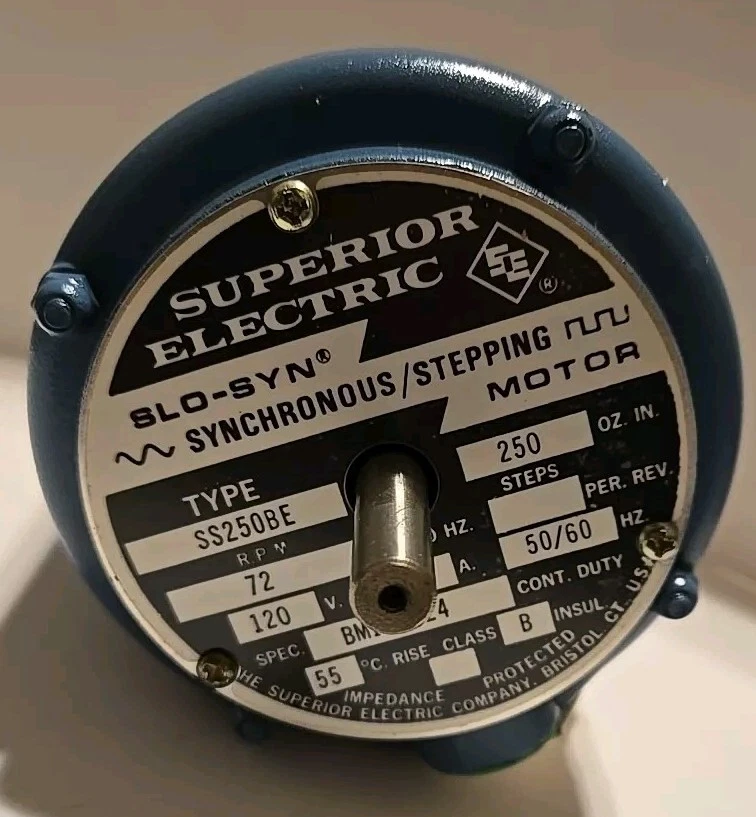 SUPERIOR
ELECTRIC
SE ®
SLO-SYN®
SYNCHRONOUS/STEPPING
MOTOR
250 OZ. IN.
TYPE
STEPS PER. REV.
SS250BE
R.P.M
HZ.
72
A.
50/60 HZ.
120 V.
CONT. DUTY
SPEC.
55 °C. RISE CLASS B INSUL.
IMPEDANCE PROTECTED
THE SUPERIOR ELECTRIC COMPANY, BRISTOL, CT. U.S.A.